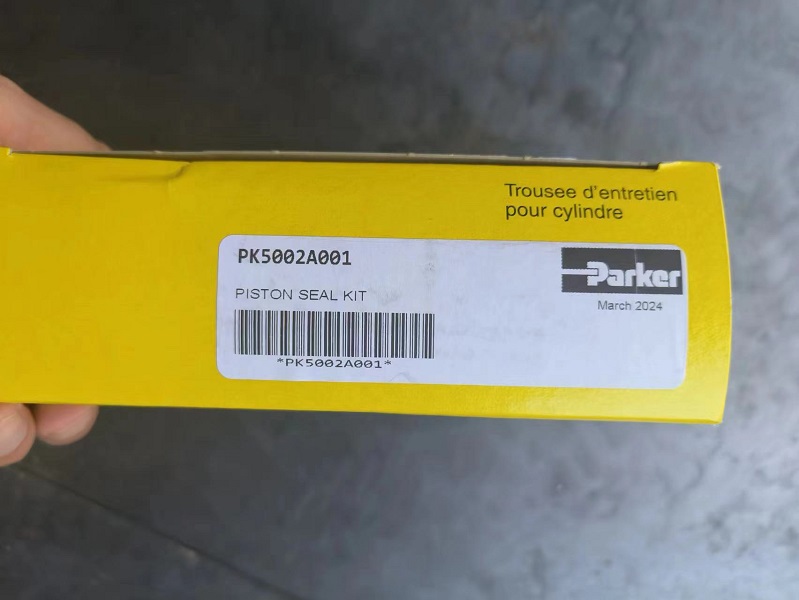 Trousee d'entretien
pour cylindre
PK5002A001
Parker
March 2024
PISTON SEAL KIT
*PK5002A001*